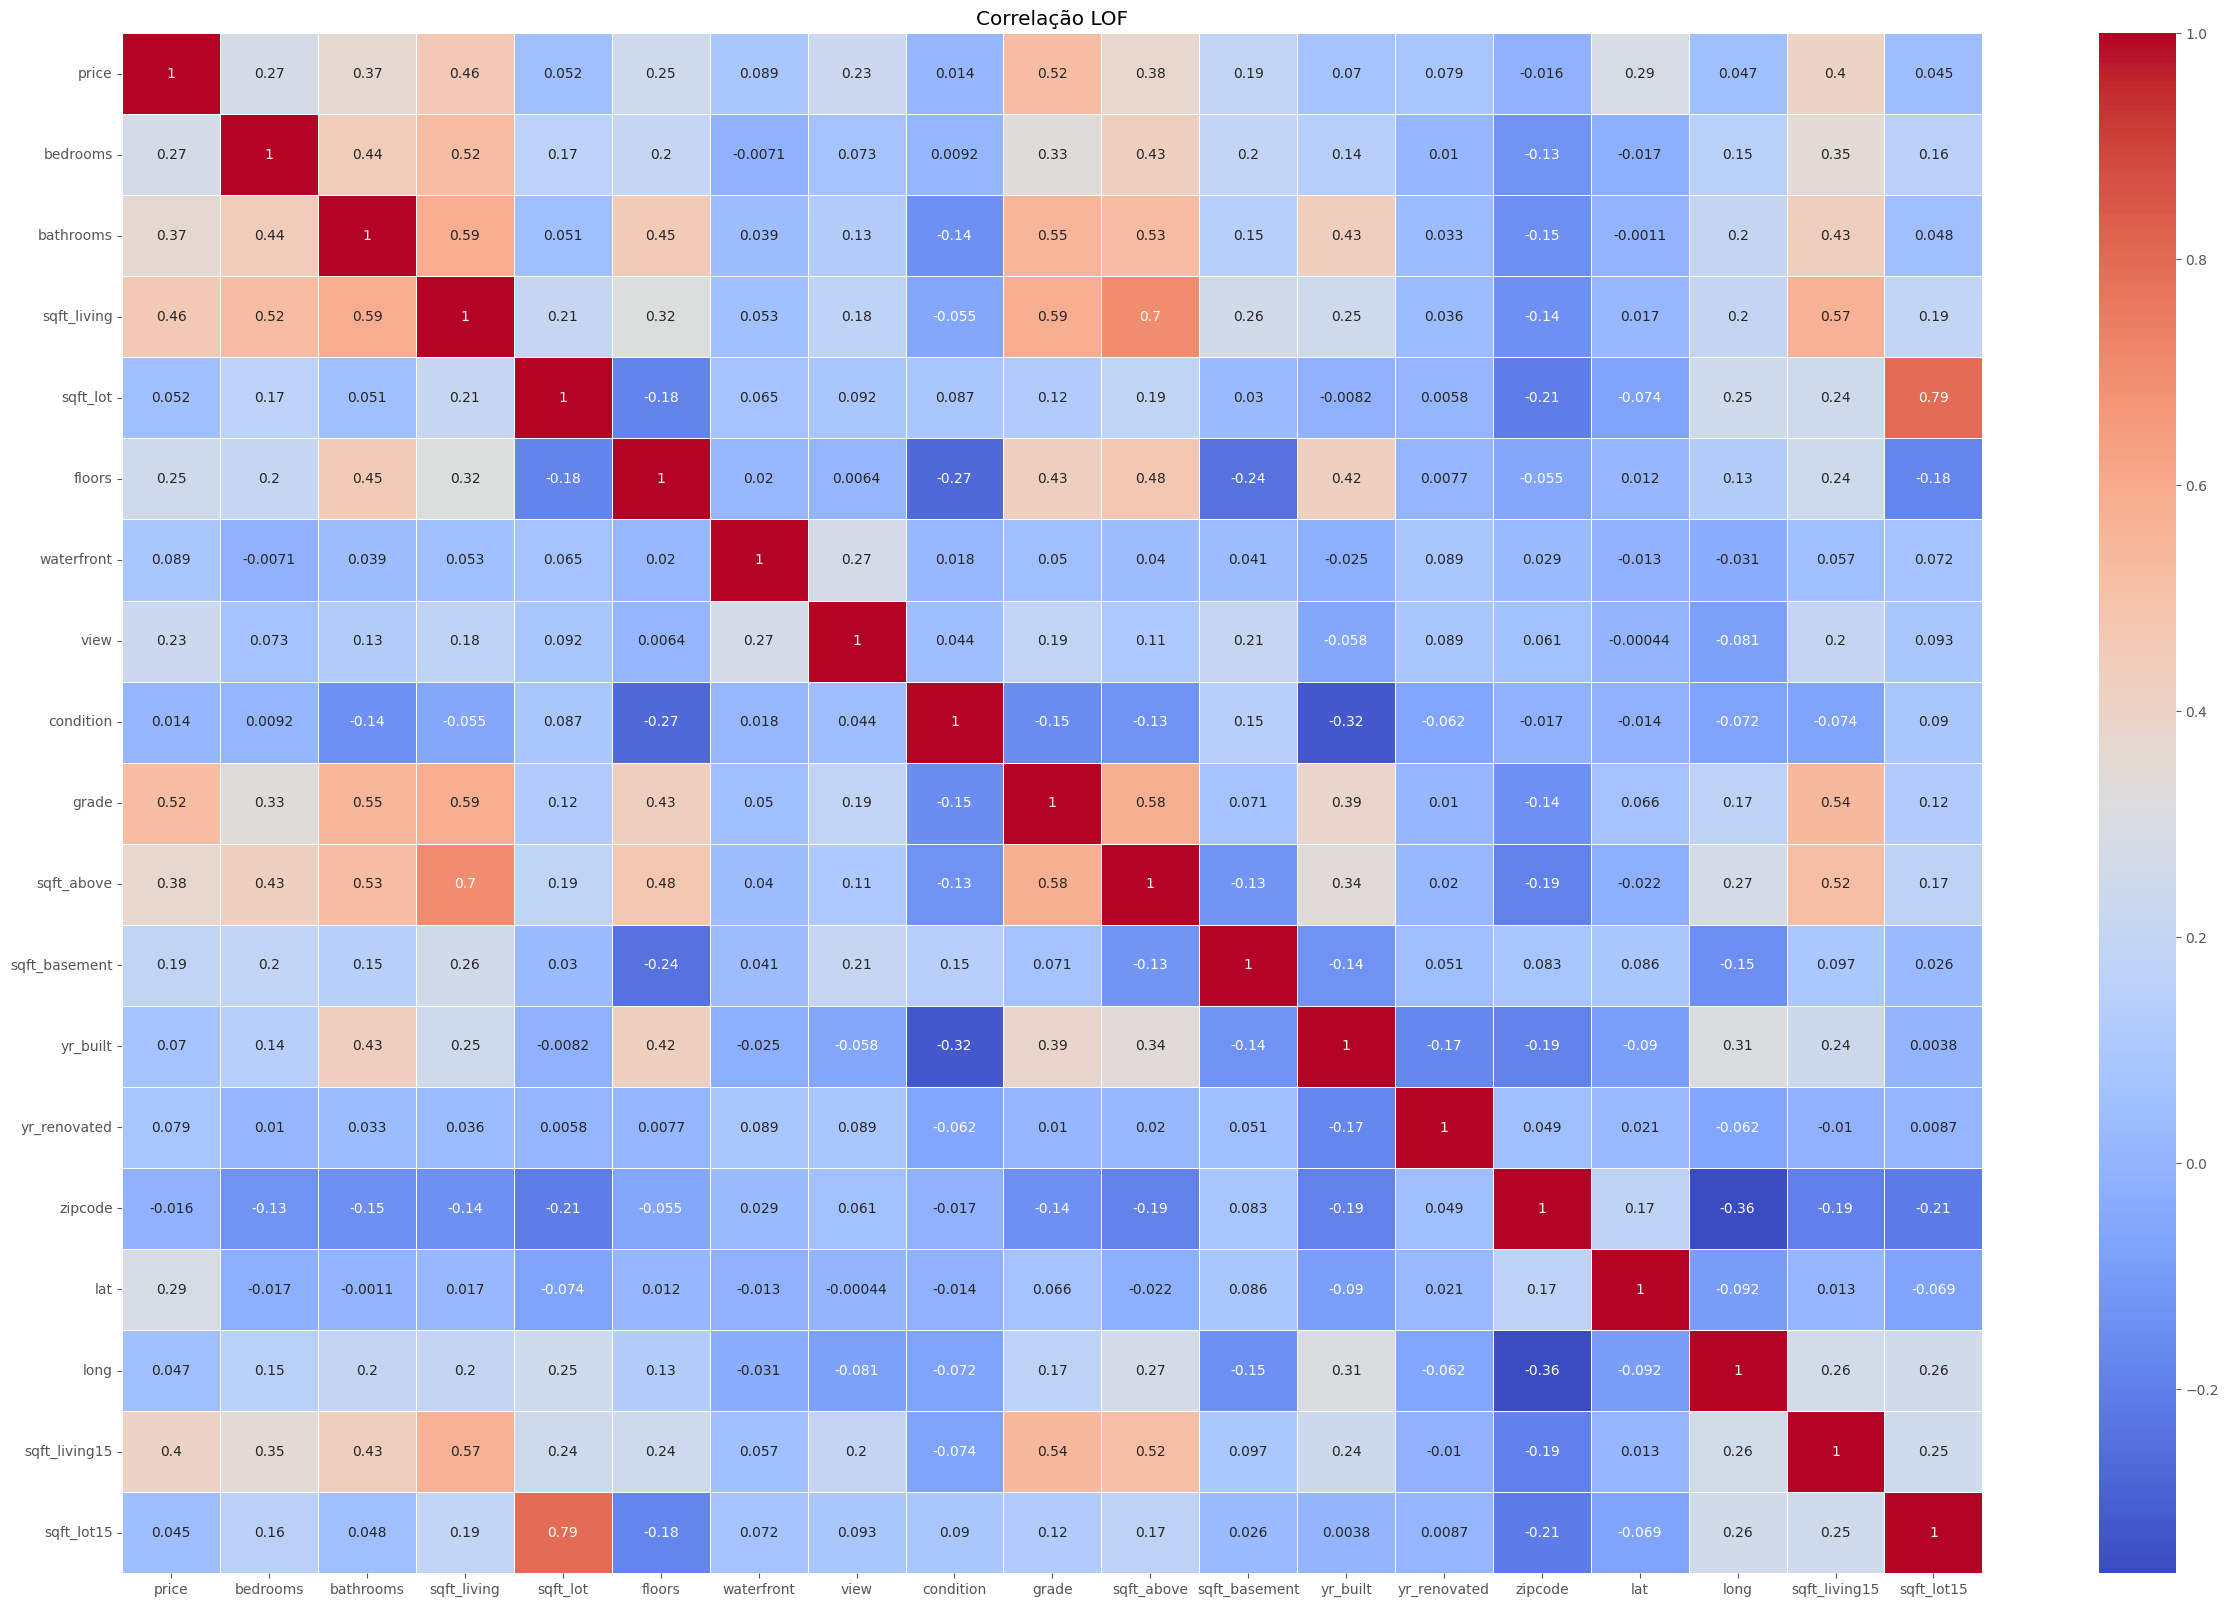 Correlação LOF
price 1 0.27 0.37 0.46 0.052 0.25 0.089 0.23 0.014 0.52 0.38 0.19 0.07 0.079 -0.016 0.29 0.047 0.4 0.045 1.0
bedrooms 0.27 1 0.44 0.52 0.17 0.2 -0.0071 0.073 0.0092 0.33 0.43 0.2 0.14 0.01 -0.13 -0.017 0.15 0.35 0.16
bathrooms 0.37 0.44 1 0.59 0.051 0.45 0.039 0.13 -0.14 0.55 0.53 0.15 0.43 0.033 -0.15 -0.0011 0.2 0.43 0.048
0.8
sqft_living 0.46 0.52 0.59 1 0.21 0.32 0.053 0.18 -0.055 0.59 0.7 0.26 0.25 0.036 -0.14 0.017 0.2 0.57 0.19
sqft_lot 0.052 0.17 0.051 0.21 1 -0.18 0.065 0.092 0.087 0.12 0.19 0.03 -0.0082 0.0058 -0.21 -0.074 0.25 0.24 0.79
floors 0.25 0.2 0.45 0.32 -0.18 1 0.02 0.0064 -0.27 0.43 0.48 -0.24 0.42 0.0077 -0.055 0.012 0.13 0.24 -0.18
0.6
waterfront 0.089 -0.0071 0.039 0.053 0.065 0.02 1 0.27 0.018 0.05 0.04 0.041 -0.025 0.089 0.029 -0.013 -0.031 0.057 0.072
view 0.23 0.073 0.13 0.18 0.092 0.0064 0.27 1 0.044 0.19 0.11 0.21 -0.058 0.089 0.061 -0.00044 -0.081 0.2 0.093
0.4
condition 0.014 0.0092 -0.14 -0.055 0.087 -0.27 0.018 0.044 1 -0.15 -0.13 0.15 -0.32 -0.062 -0.017 -0.014 -0.072 -0.074 0.09
grade 0.52 0.33 0.55 0.59 0.12 0.43 0.05 0.19 -0.15 1 0.58 0.071 0.39 0.01 -0.14 0.066 0.17 0.54 0.12
sqft_above 0.38 0.43 0.53 0.7 0.19 0.48 0.04 0.11 -0.13 0.58 1 -0.13 0.34 0.02 -0.19 -0.022 0.27 0.52 0.17
0.2
sqft_basement 0.19 0.2 0.15 0.26 0.03 -0.24 0.041 0.21 0.15 0.071 -0.13 1 -0.14 0.051 0.083 0.086 -0.15 0.097 0.026
yr_built 0.07 0.14 0.43 0.25 -0.0082 0.42 -0.025 -0.058 -0.32 0.39 0.34 -0.14 1 -0.17 -0.19 -0.09 0.31 0.24 0.0038
yr_renovated 0.079 0.01 0.033 0.036 0.0058 0.0077 0.089 0.089 -0.062 0.01 0.02 0.051 -0.17 1 0.049 0.021 -0.062 -0.01 0.0087
0.0
zipcode -0.016 -0.13 -0.15 -0.14 -0.21 -0.055 0.029 0.061 -0.017 -0.14 -0.19 0.083 -0.19 0.049 1 0.17 -0.36 -0.19 -0.21
lat 0.29 -0.017 -0.0011 0.017 -0.074 0.012 -0.013 -0.00044 -0.014 0.066 -0.022 0.086 -0.09 0.021 0.17 1 -0.092 0.013 -0.069
long 0.047 0.15 0.2 0.2 0.25 0.13 -0.031 -0.081 -0.072 0.17 0.27 -0.15 0.31 -0.062 -0.36 -0.092 1 0.26 0.26
−0.2
sqft_living15 0.4 0.35 0.43 0.57 0.24 0.24 0.057 0.2 -0.074 0.54 0.52 0.097 0.24 -0.01 -0.19 0.013 0.26 1 0.25
sqft_lot15 0.045 0.16 0.048 0.19 0.79 -0.18 0.072 0.093 0.09 0.12 0.17 0.026 0.0038 0.0087 -0.21 -0.069 0.26 0.25 1
price bedrooms bathrooms sqft_living sqft_lot floors waterfront view condition grade sqft_above sqft_basement yr_built yr_renovated zipcode lat long sqft_living15 sqft_lot15